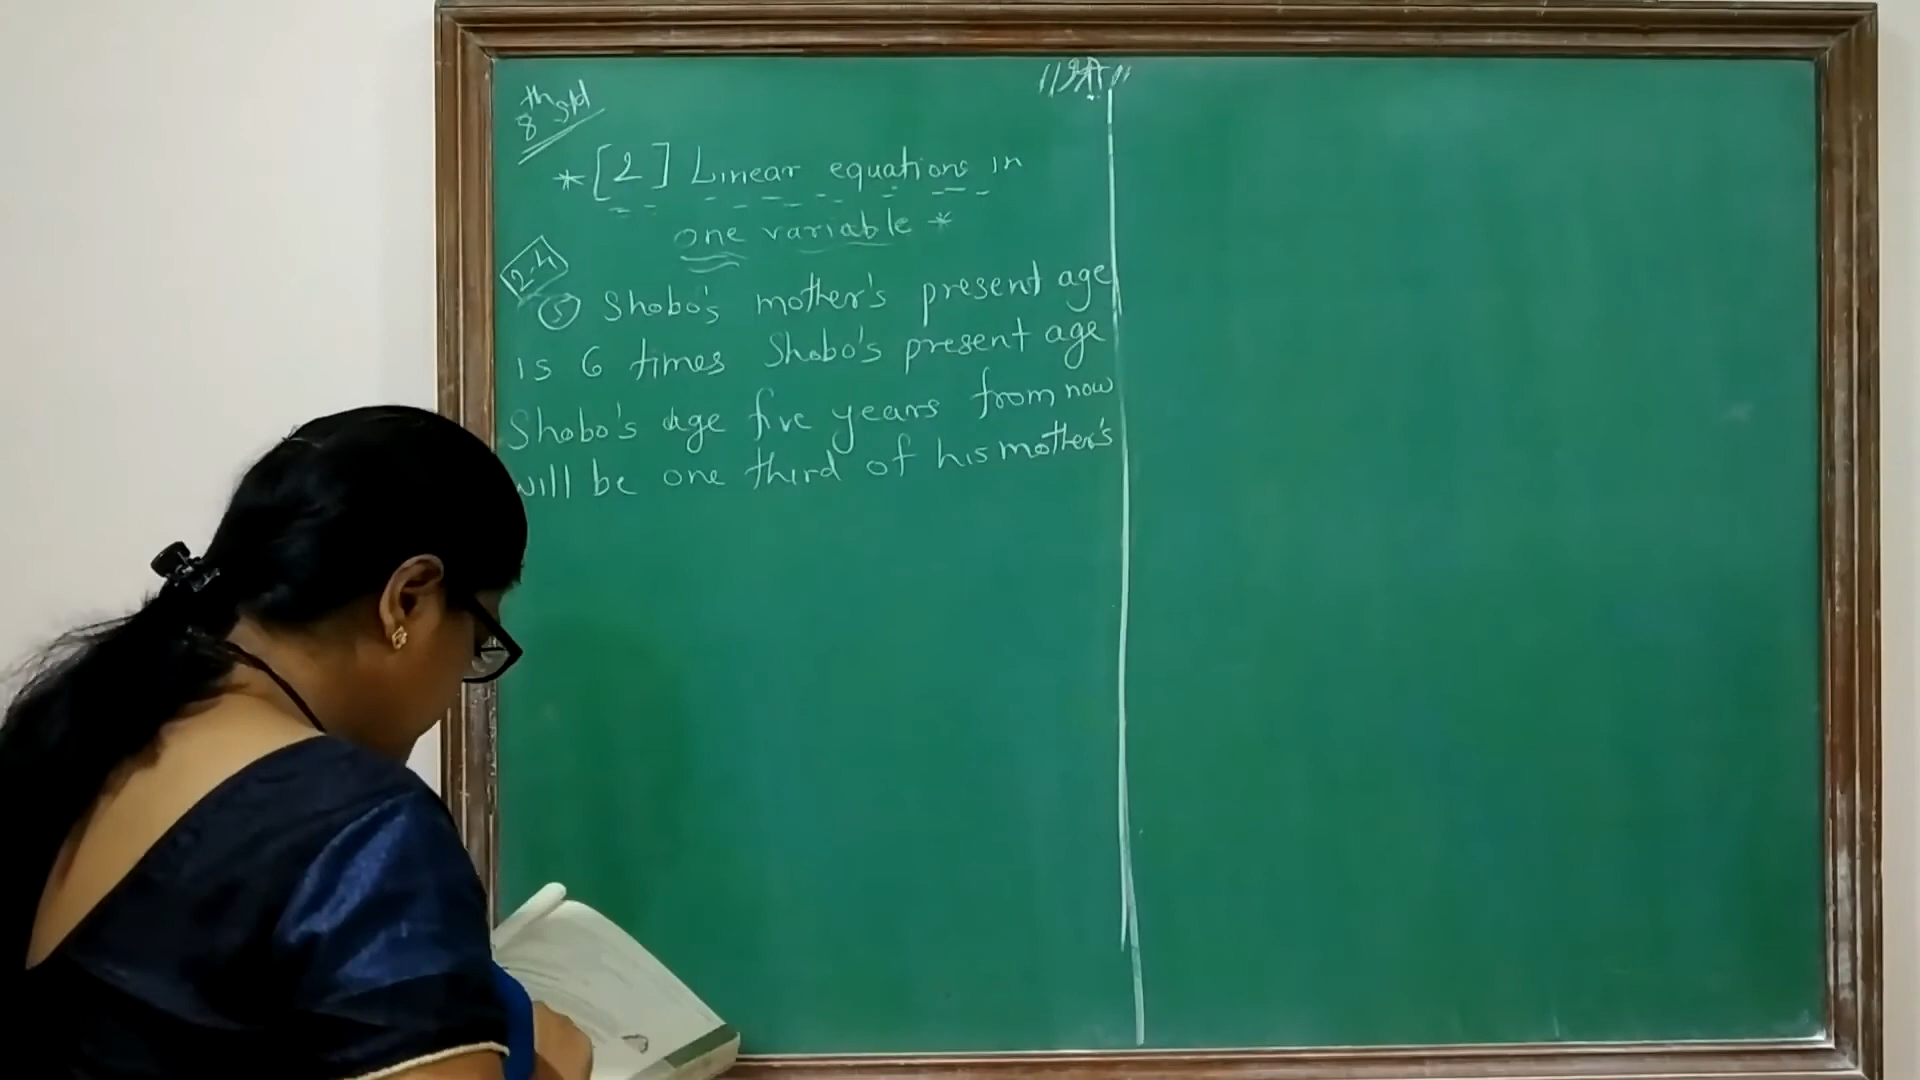 8th std
* [2] Linear equations in
one variable *
2.4
5 Shobo's mother's present age
is 6 times Shobo's present age
Shobo's age five years from now
will be one third of his mother's